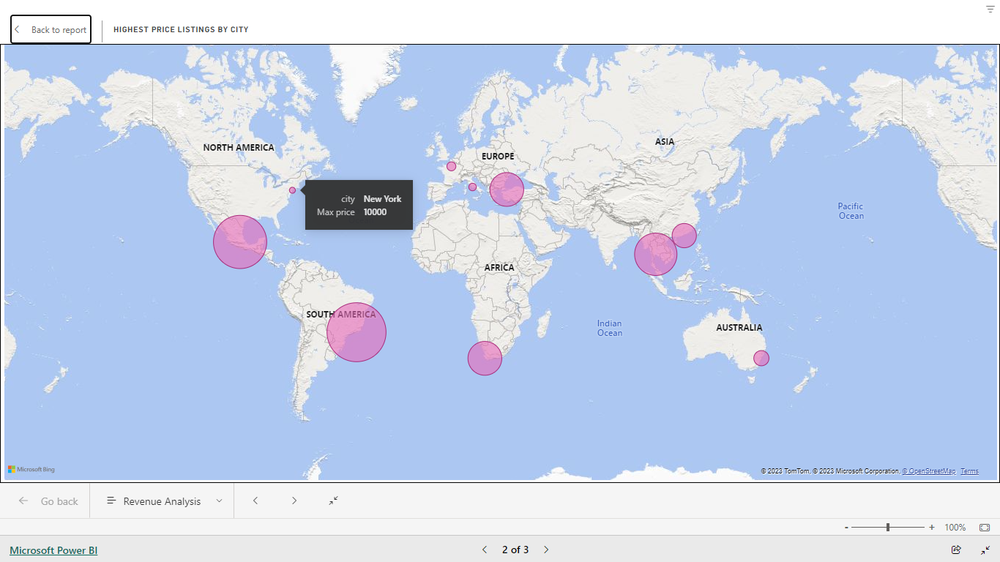 Back to report
HIGHEST PRICE LISTINGS BY CITY
NORTH AMERICA
EUROPE
ASIA
city New York
Max price 10000
Pacific
Ocean
AFRICA
SOUTH AMERICA
Indian
Ocean
AUSTRALIA
Microsoft Bing
© 2023 TomTom, © 2023 Microsoft Corporation, © OpenStreetMap Terms
Go back
Revenue Analysis
- + 100%
Microsoft Power BI
2 of 3